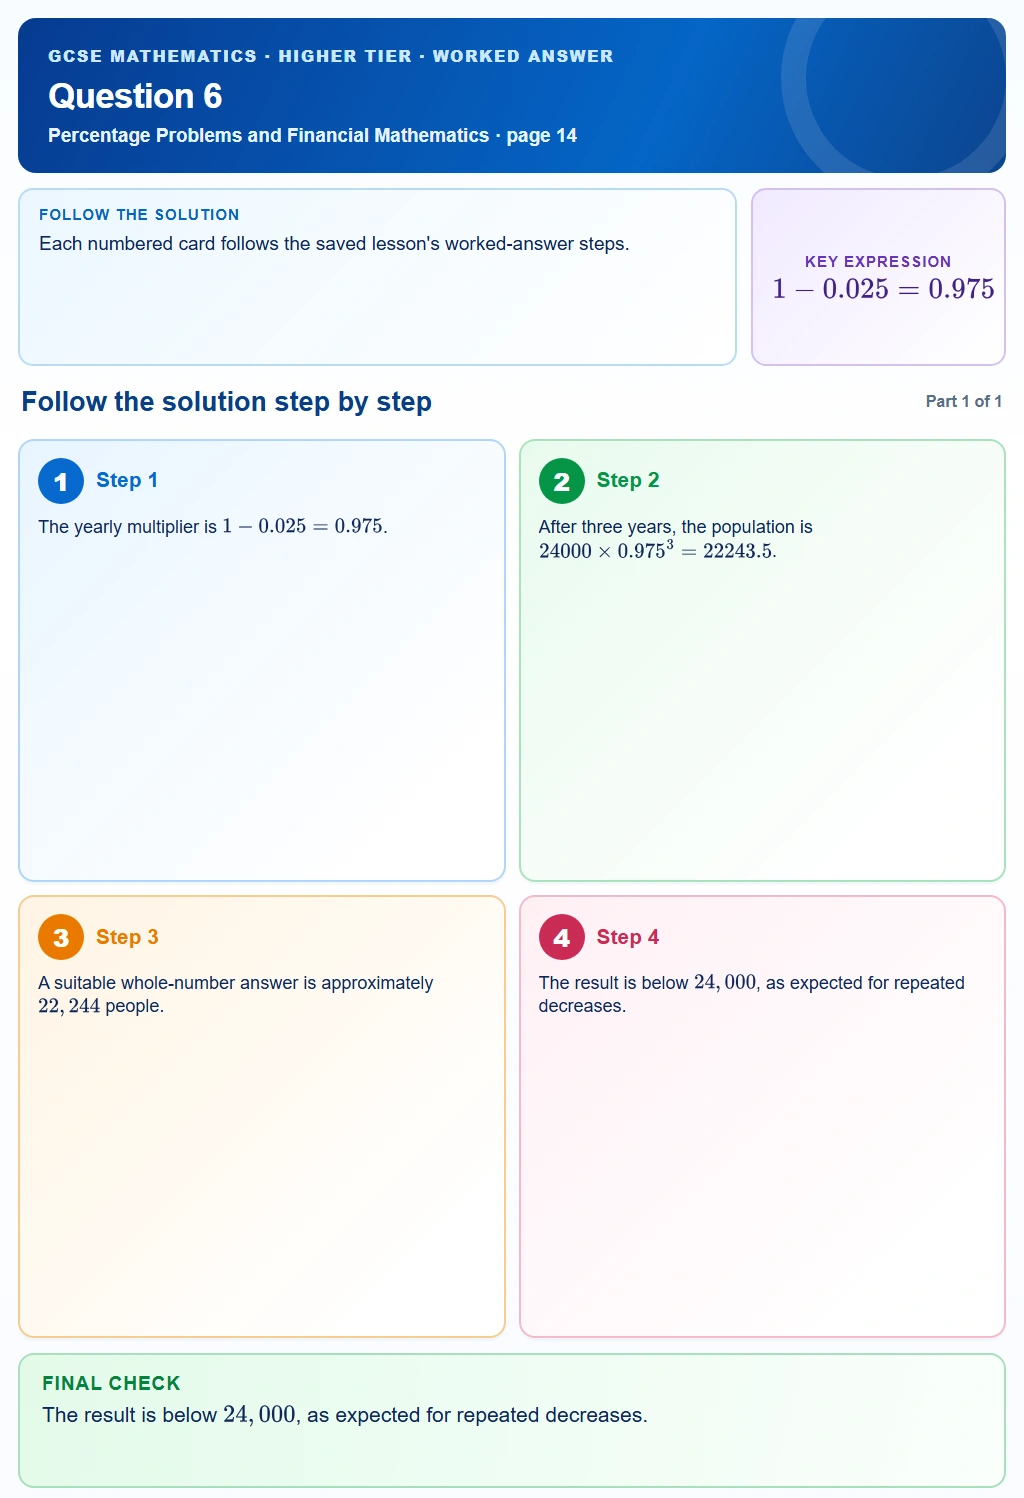 GCSE MATHEMATICS · HIGHER TIER · WORKED ANSWER
Question 6
Percentage Problems and Financial Mathematics · page 14
FOLLOW THE SOLUTION
Each numbered card follows the saved lesson's worked-answer steps.
KEY EXPRESSION
1 − 0.025 = 0.975
Follow the solution step by step
Part 1 of 1
1 Step 1
The yearly multiplier is 1 − 0.025 = 0.975.
2 Step 2
After three years, the population is
24000 × 0.975³ = 22243.5.
3 Step 3
A suitable whole-number answer is approximately
22, 244 people.
4 Step 4
The result is below 24, 000, as expected for repeated
decreases.
FINAL CHECK
The result is below 24, 000, as expected for repeated decreases.